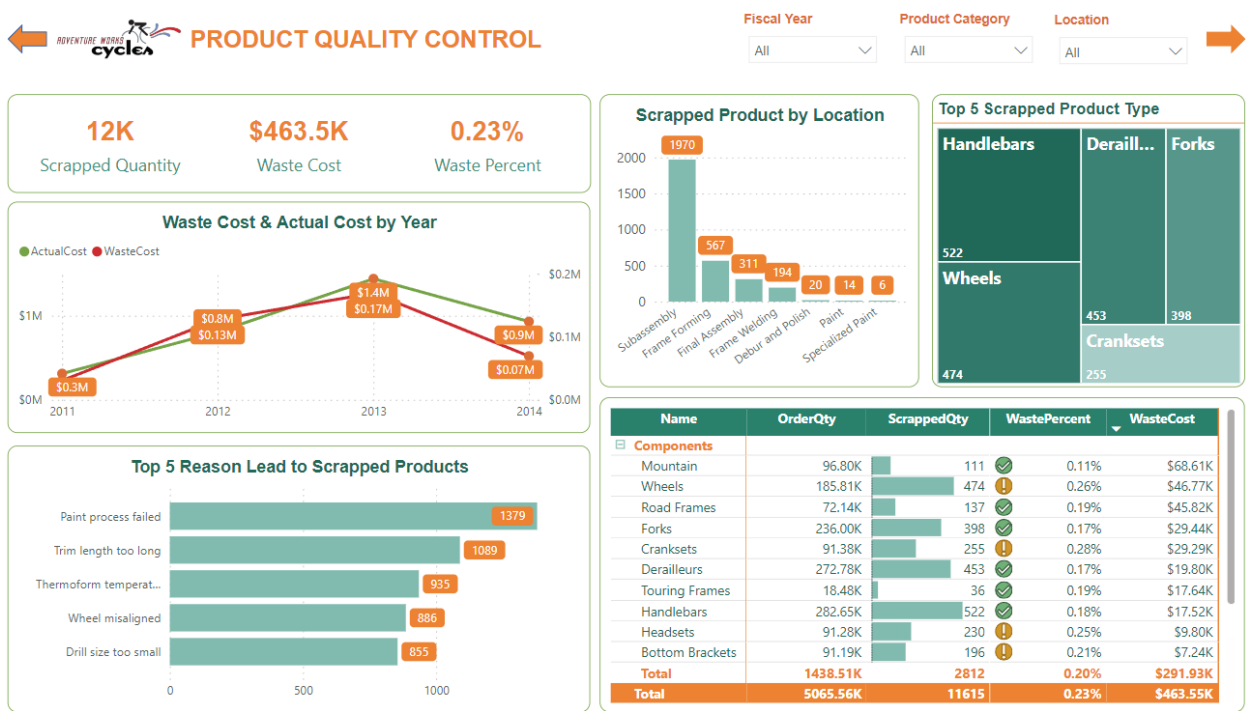 ADVENTURE WORKS
cycles
PRODUCT QUALITY CONTROL
Fiscal Year
All
Product Category
All
Location
All
12K
Scrapped Quantity
$463.5K
Waste Cost
0.23%
Waste Percent
Waste Cost & Actual Cost by Year
ActualCost WasteCost
$1M
$0M
$0.2M
$0.1M
$0.0M
$0.3M
$0.8M
$0.13M
$1.4M
$0.17M
$0.9M
$0.07M
2011 2012 2013 2014
Top 5 Reason Lead to Scrapped Products
Paint process failed 1379
Trim length too long 1089
Thermoform temperat... 935
Wheel misaligned 886
Drill size too small 855
0 500 1000
Scrapped Product by Location
2000
1500
1000
500
0
1970
567
311
194
20
14
6
Subassembly
Frame Forming
Final Assembly
Frame Welding
Debur and Polish
Paint
Specialized Paint
Top 5 Scrapped Product Type
Handlebars
522
Wheels
474
Deraill...
453
Forks
398
Cranksets
255
Name OrderQty ScrappedQty WastePercent WasteCost
Components
Mountain 96.80K 111 0.11% $68.61K
Wheels 185.81K 474 0.26% $46.77K
Road Frames 72.14K 137 0.19% $45.82K
Forks 236.00K 398 0.17% $29.44K
Cranksets 91.38K 255 0.28% $29.29K
Derailleurs 272.78K 453 0.17% $19.80K
Touring Frames 18.48K 36 0.19% $17.64K
Handlebars 282.65K 522 0.18% $17.52K
Headsets 91.28K 230 0.25% $9.80K
Bottom Brackets 91.19K 196 0.21% $7.24K
Total 1438.51K 2812 0.20% $291.93K
Total 5065.56K 11615 0.23% $463.55K